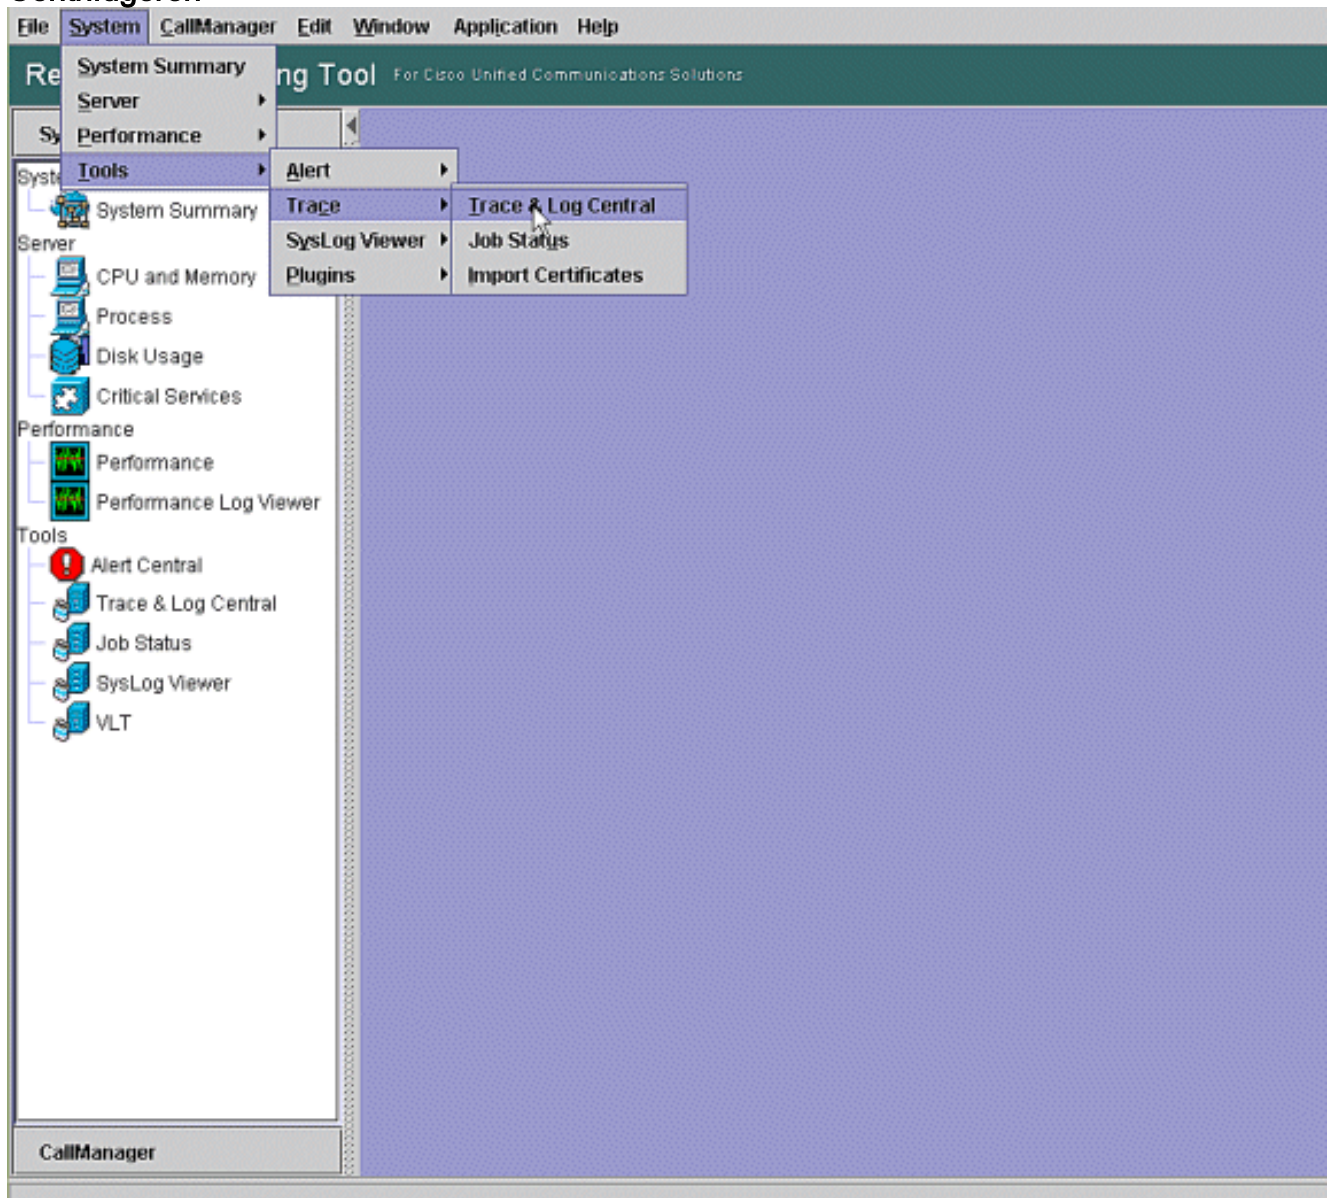 File System CallManager Edit Window Application Help
Re ng Tool For Cisco Unified Communications Solutions
System Summary
Server
Performance
Tools
Alert
Trace
SysLog Viewer
Plugins
Trace & Log Central
Job Status
Import Certificates
Sy
Syste
System Summary
Server
CPU and Memory
Process
Disk Usage
Critical Services
Performance
Performance
Performance Log Viewer
Tools
Alert Central
Trace & Log Central
Job Status
SysLog Viewer
VLT
CallManager